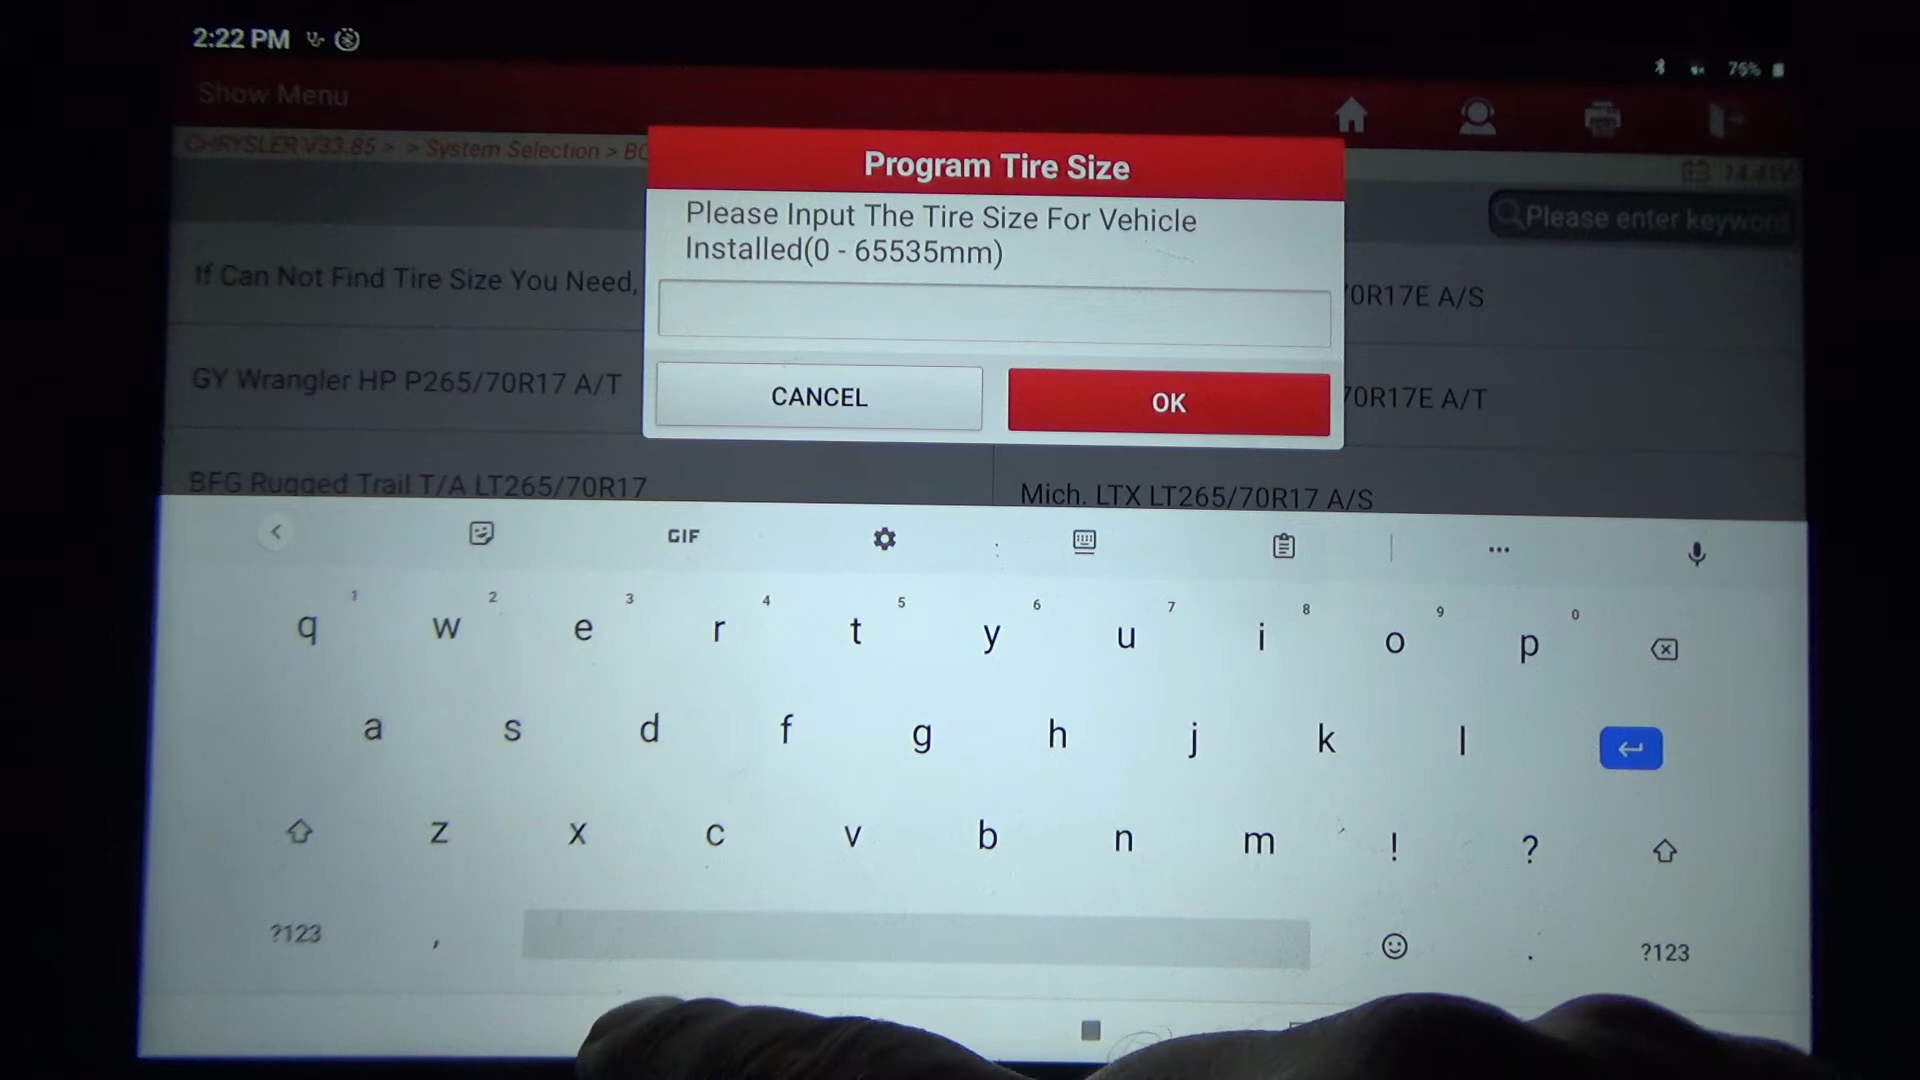 2:22 PM
75%
Show Menu
CHRYSLER V33.85 > > System Selection > BC
Program Tire Size
Please Input The Tire Size For Vehicle
Installed(0 - 65535mm)
Please enter keyword
If Can Not Find Tire Size You Need,
70R17E A/S
GY Wrangler HP P265/70R17 A/T
CANCEL
OK
70R17E A/T
BFG Rugged Trail T/A LT265/70R17
Mich. LTX LT265/70R17 A/S
GIF
1 2 3 4 5 6 7 8 9 0
q w e r t y u i o p
a s d f g h j k l
z x c v b n m ! ?
?123 , . ?123